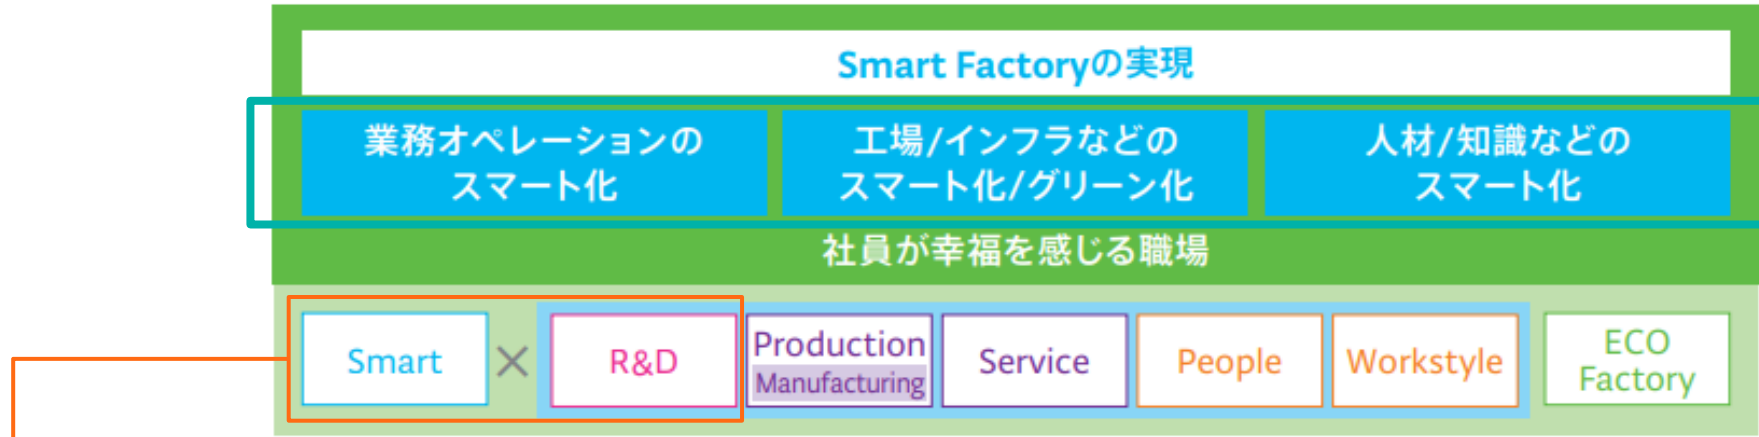 Smart Factoryの実現
業務オペレーションの
スマート化
工場/インフラなどの
スマート化/グリーン化
人材/知識などの
スマート化
社員が幸福を感じる職場
Smart
×
R&D
Production
Manufacturing
Service
People
Workstyle
ECO
Factory